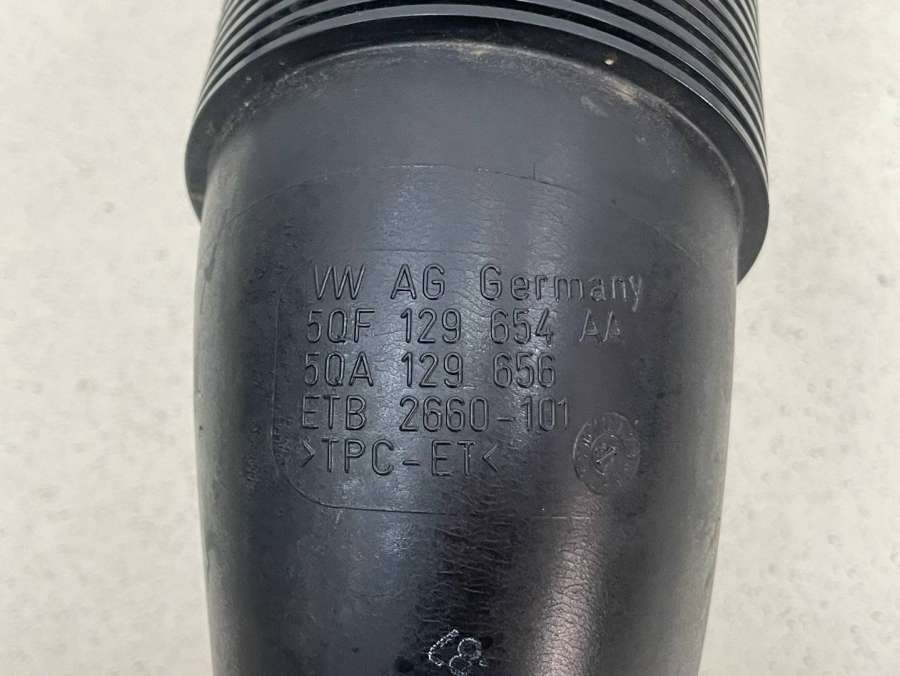 VW AG Germany
5QF 129 654 AA
5QA 129 656
ETB 2660-101
>TPC-ET<